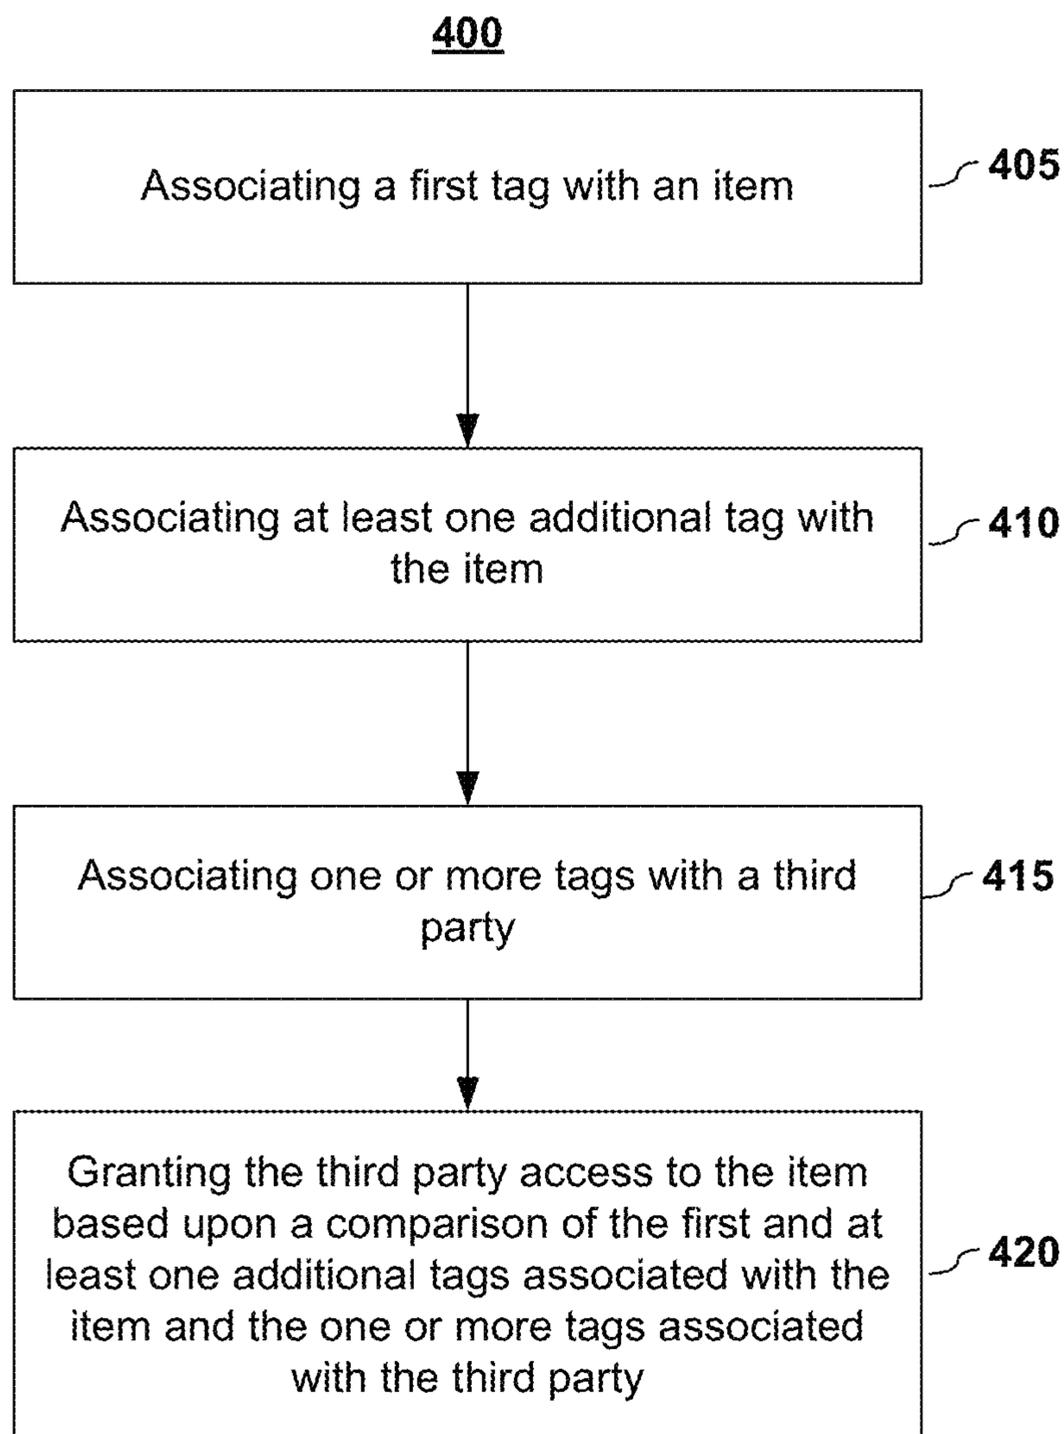 400
Associating a first tag with an item
405
Associating at least one additional tag with
the item
410
Associating one or more tags with a third
party
415
Granting the third party access to the item
based upon a comparison of the first and at
least one additional tags associated with the
item and the one or more tags associated
with the third party
420